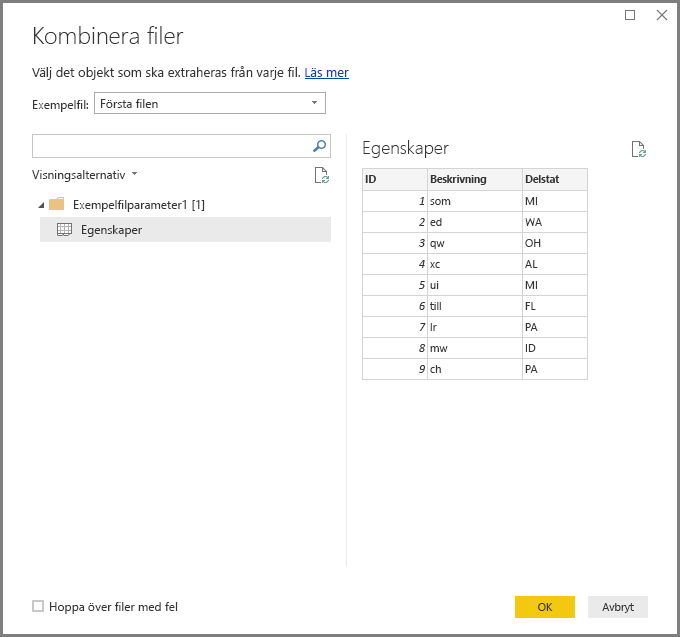 Kombinera filer
Välj det objekt som ska extraheras från varje fil. Läs mer
Exempelfil: Första filen
Visningsalternativ
Exempelfilparameter1 [1]
Egenskaper
Egenskaper
ID Beskrivning Delstat
1 som MI
2 ed WA
3 qw OH
4 xc AL
5 ui MI
6 till FL
7 lr PA
8 mw ID
9 ch PA
Hoppa över filer med fel
OK Avbryt